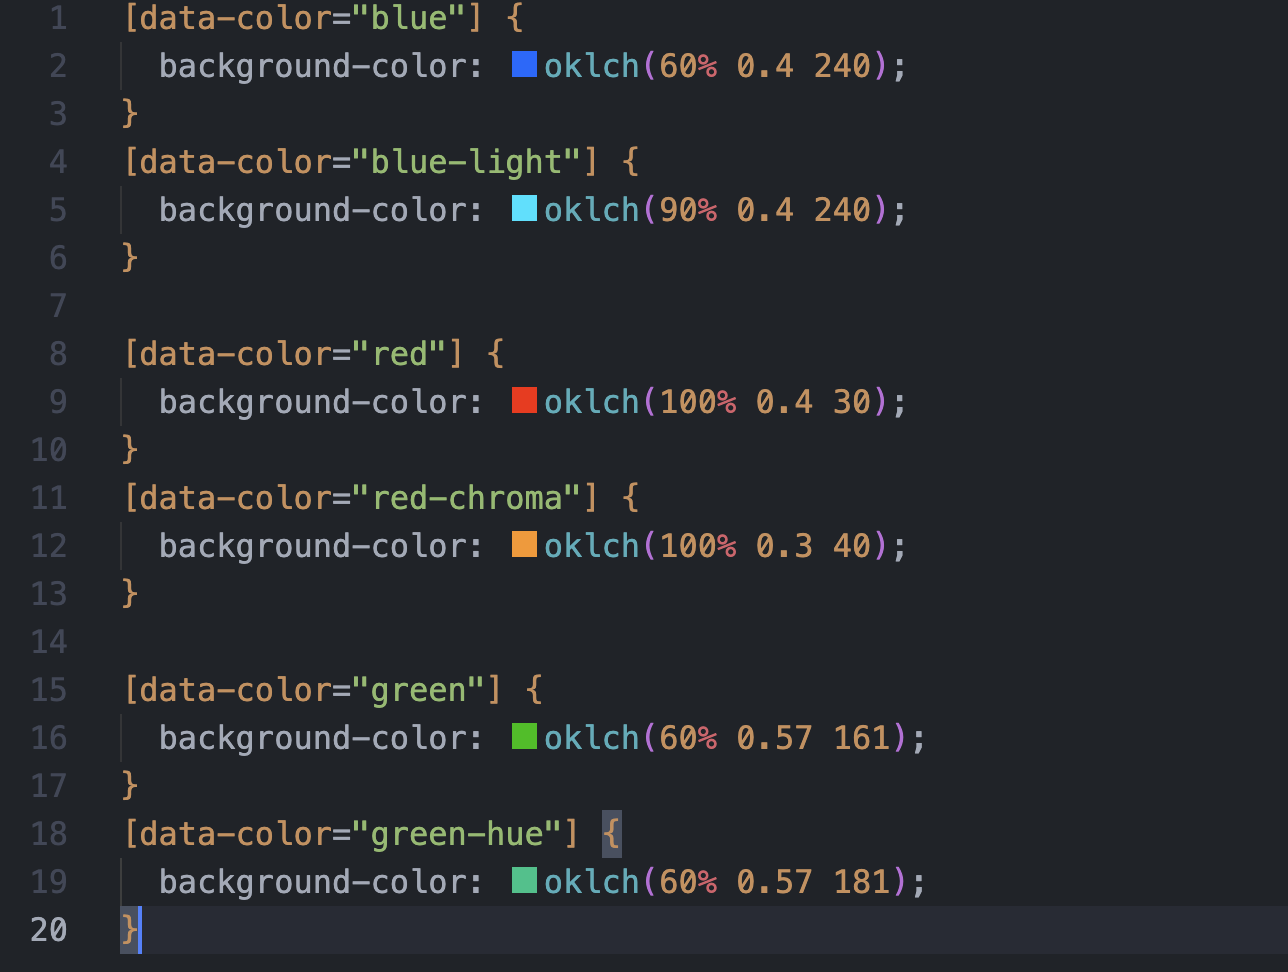 1 [data-color="blue"] {
2 background-color: oklch(60% 0.4 240);
3 }
4 [data-color="blue-light"] {
5 background-color: oklch(90% 0.4 240);
6 }
7
8 [data-color="red"] {
9 background-color: oklch(100% 0.4 30);
10 }
11 [data-color="red-chroma"] {
12 background-color: oklch(100% 0.3 40);
13 }
14
15 [data-color="green"] {
16 background-color: oklch(60% 0.57 161);
17 }
18 [data-color="green-hue"] {
19 background-color: oklch(60% 0.57 181);
20 }